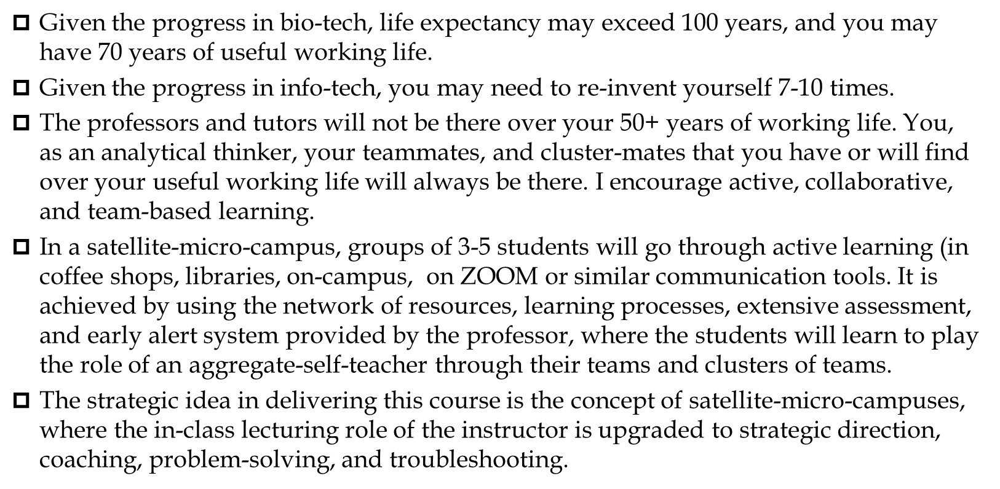 Given the progress in bio-tech, life expectancy may exceed 100 years, and you may
have 70 years of useful working life.
Given the progress in info-tech, you may need to re-invent yourself 7-10 times.
The professors and tutors will not be there over your 50+ years of working life. You,
as an analytical thinker, your teammates, and cluster-mates that you have or will find
over your useful working life will always be there. I encourage active, collaborative,
and team-based learning.
In a satellite-micro-campus, groups of 3-5 students will go through active learning (in
coffee shops, libraries, on-campus,  on ZOOM or similar communication tools. It is
achieved by using the network of resources, learning processes, extensive assessment,
and early alert system provided by the professor, where the students will learn to play
the role of an aggregate-self-teacher through their teams and clusters of teams.
The strategic idea in delivering this course is the concept of satellite-micro-campuses,
where the in-class lecturing role of the instructor is upgraded to strategic direction,
coaching, problem-solving, and troubleshooting.